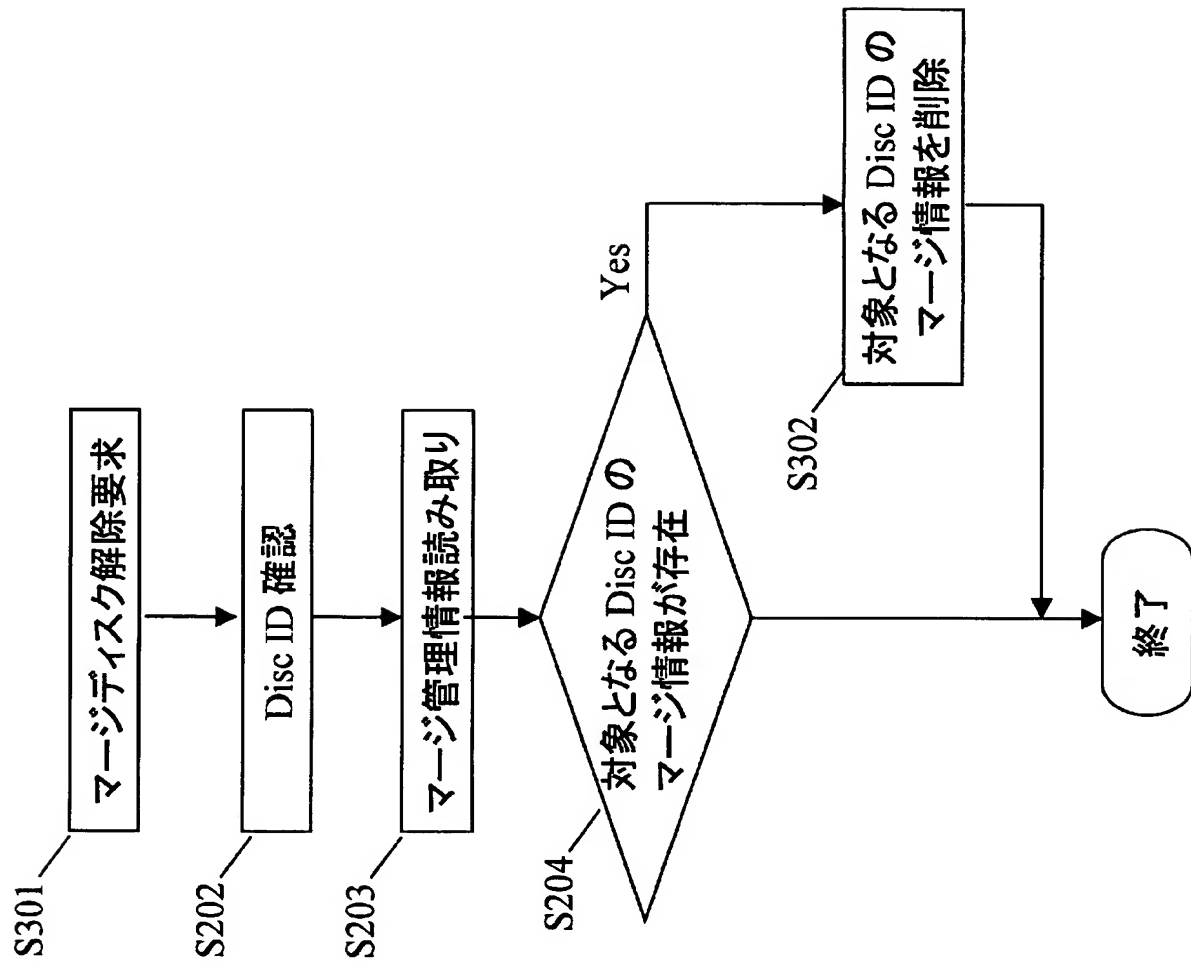 S301
マージディスク解除要求
S202
Disc ID 確認
S203
マージ管理情報読み取り
S204
対象となる Disc ID の
マージ情報が存在
Yes
S302
対象となる Disc ID の
マージ情報を削除
終了